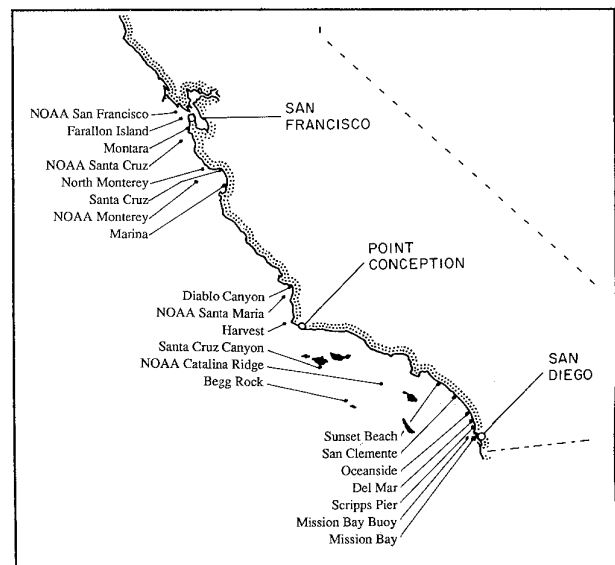 NOAA San Francisco
Farallon Island
Montara
NOAA Santa Cruz
North Monterey
Santa Cruz
NOAA Monterey
Marina
SAN
FRANCISCO
POINT
CONCEPTION
Diablo Canyon
NOAA Santa Maria
Harvest
Santa Cruz Canyon
NOAA Catalina Ridge
Begg Rock
SAN
DIEGO
Sunset Beach
San Clemente
Oceanside
Del Mar
Scripps Pier
Mission Bay Buoy
Mission Bay